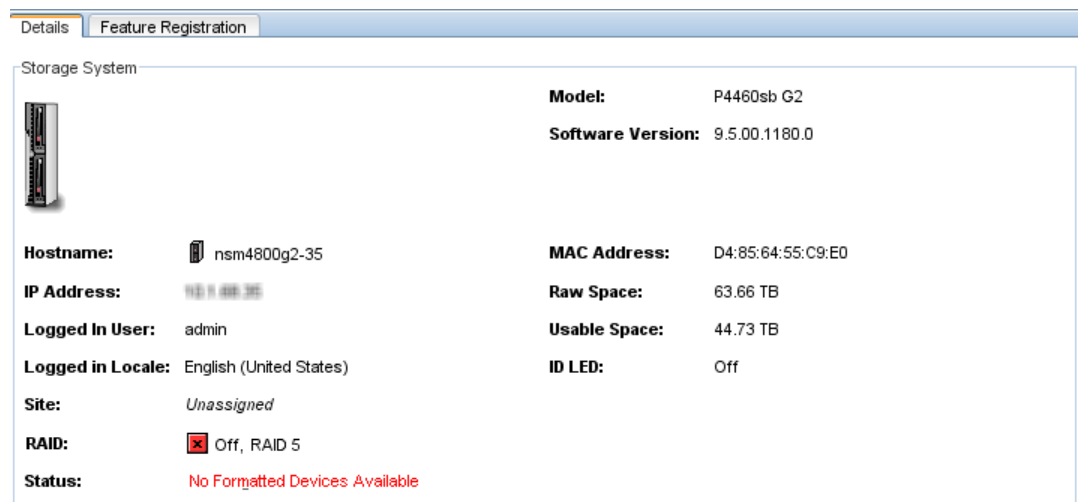 Details Feature Registration
Storage System
Model: P4460sb G2
Software Version: 9.5.00.1180.0
Hostname: nsm4800g2-35 MAC Address: D4:85:64:55:C9:E0
IP Address: Raw Space: 63.66 TB
Logged In User: admin Usable Space: 44.73 TB
Logged in Locale: English (United States) ID LED: Off
Site: Unassigned
RAID: Off, RAID 5
Status: No Formatted Devices Available